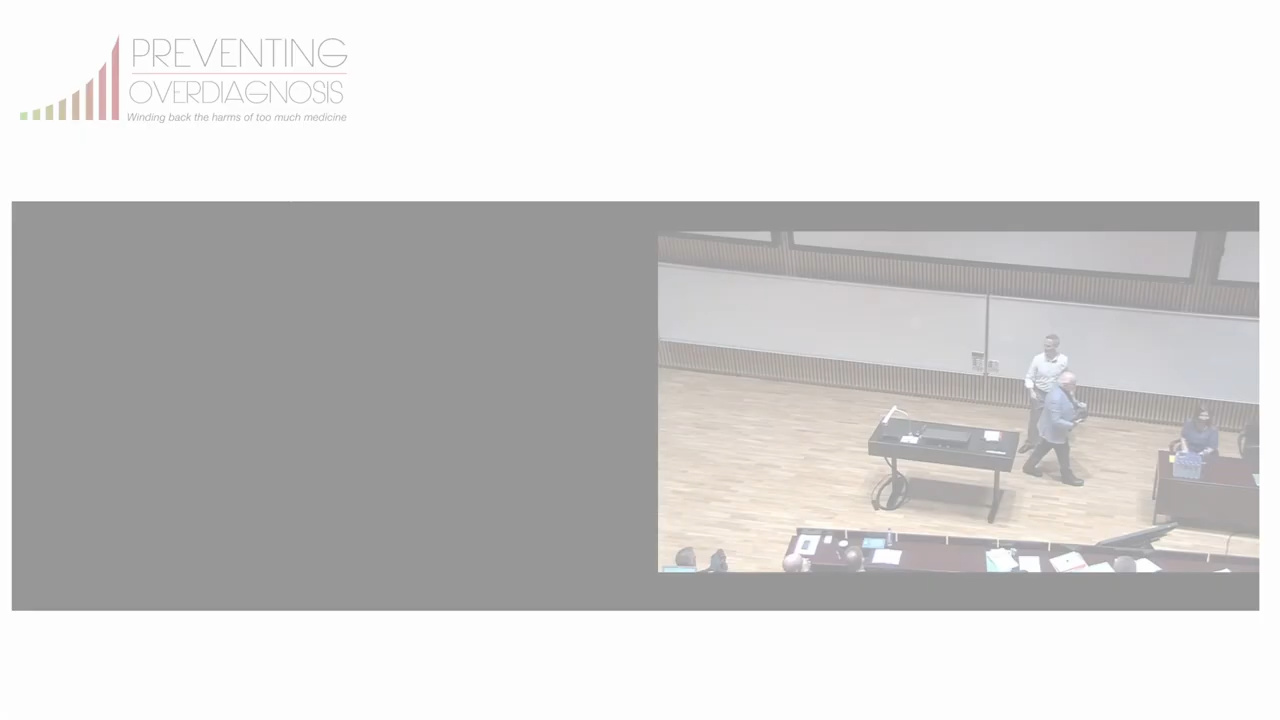 PREVENTING
OVERDIAGNOSIS
Winding back the harms of too much medicine